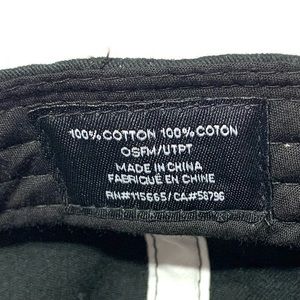 100% COTTON 100% COTON
OSFM/UTPT
MADE IN CHINA
FABRIQUÉ EN CHINE
RN#115665/CA#56796